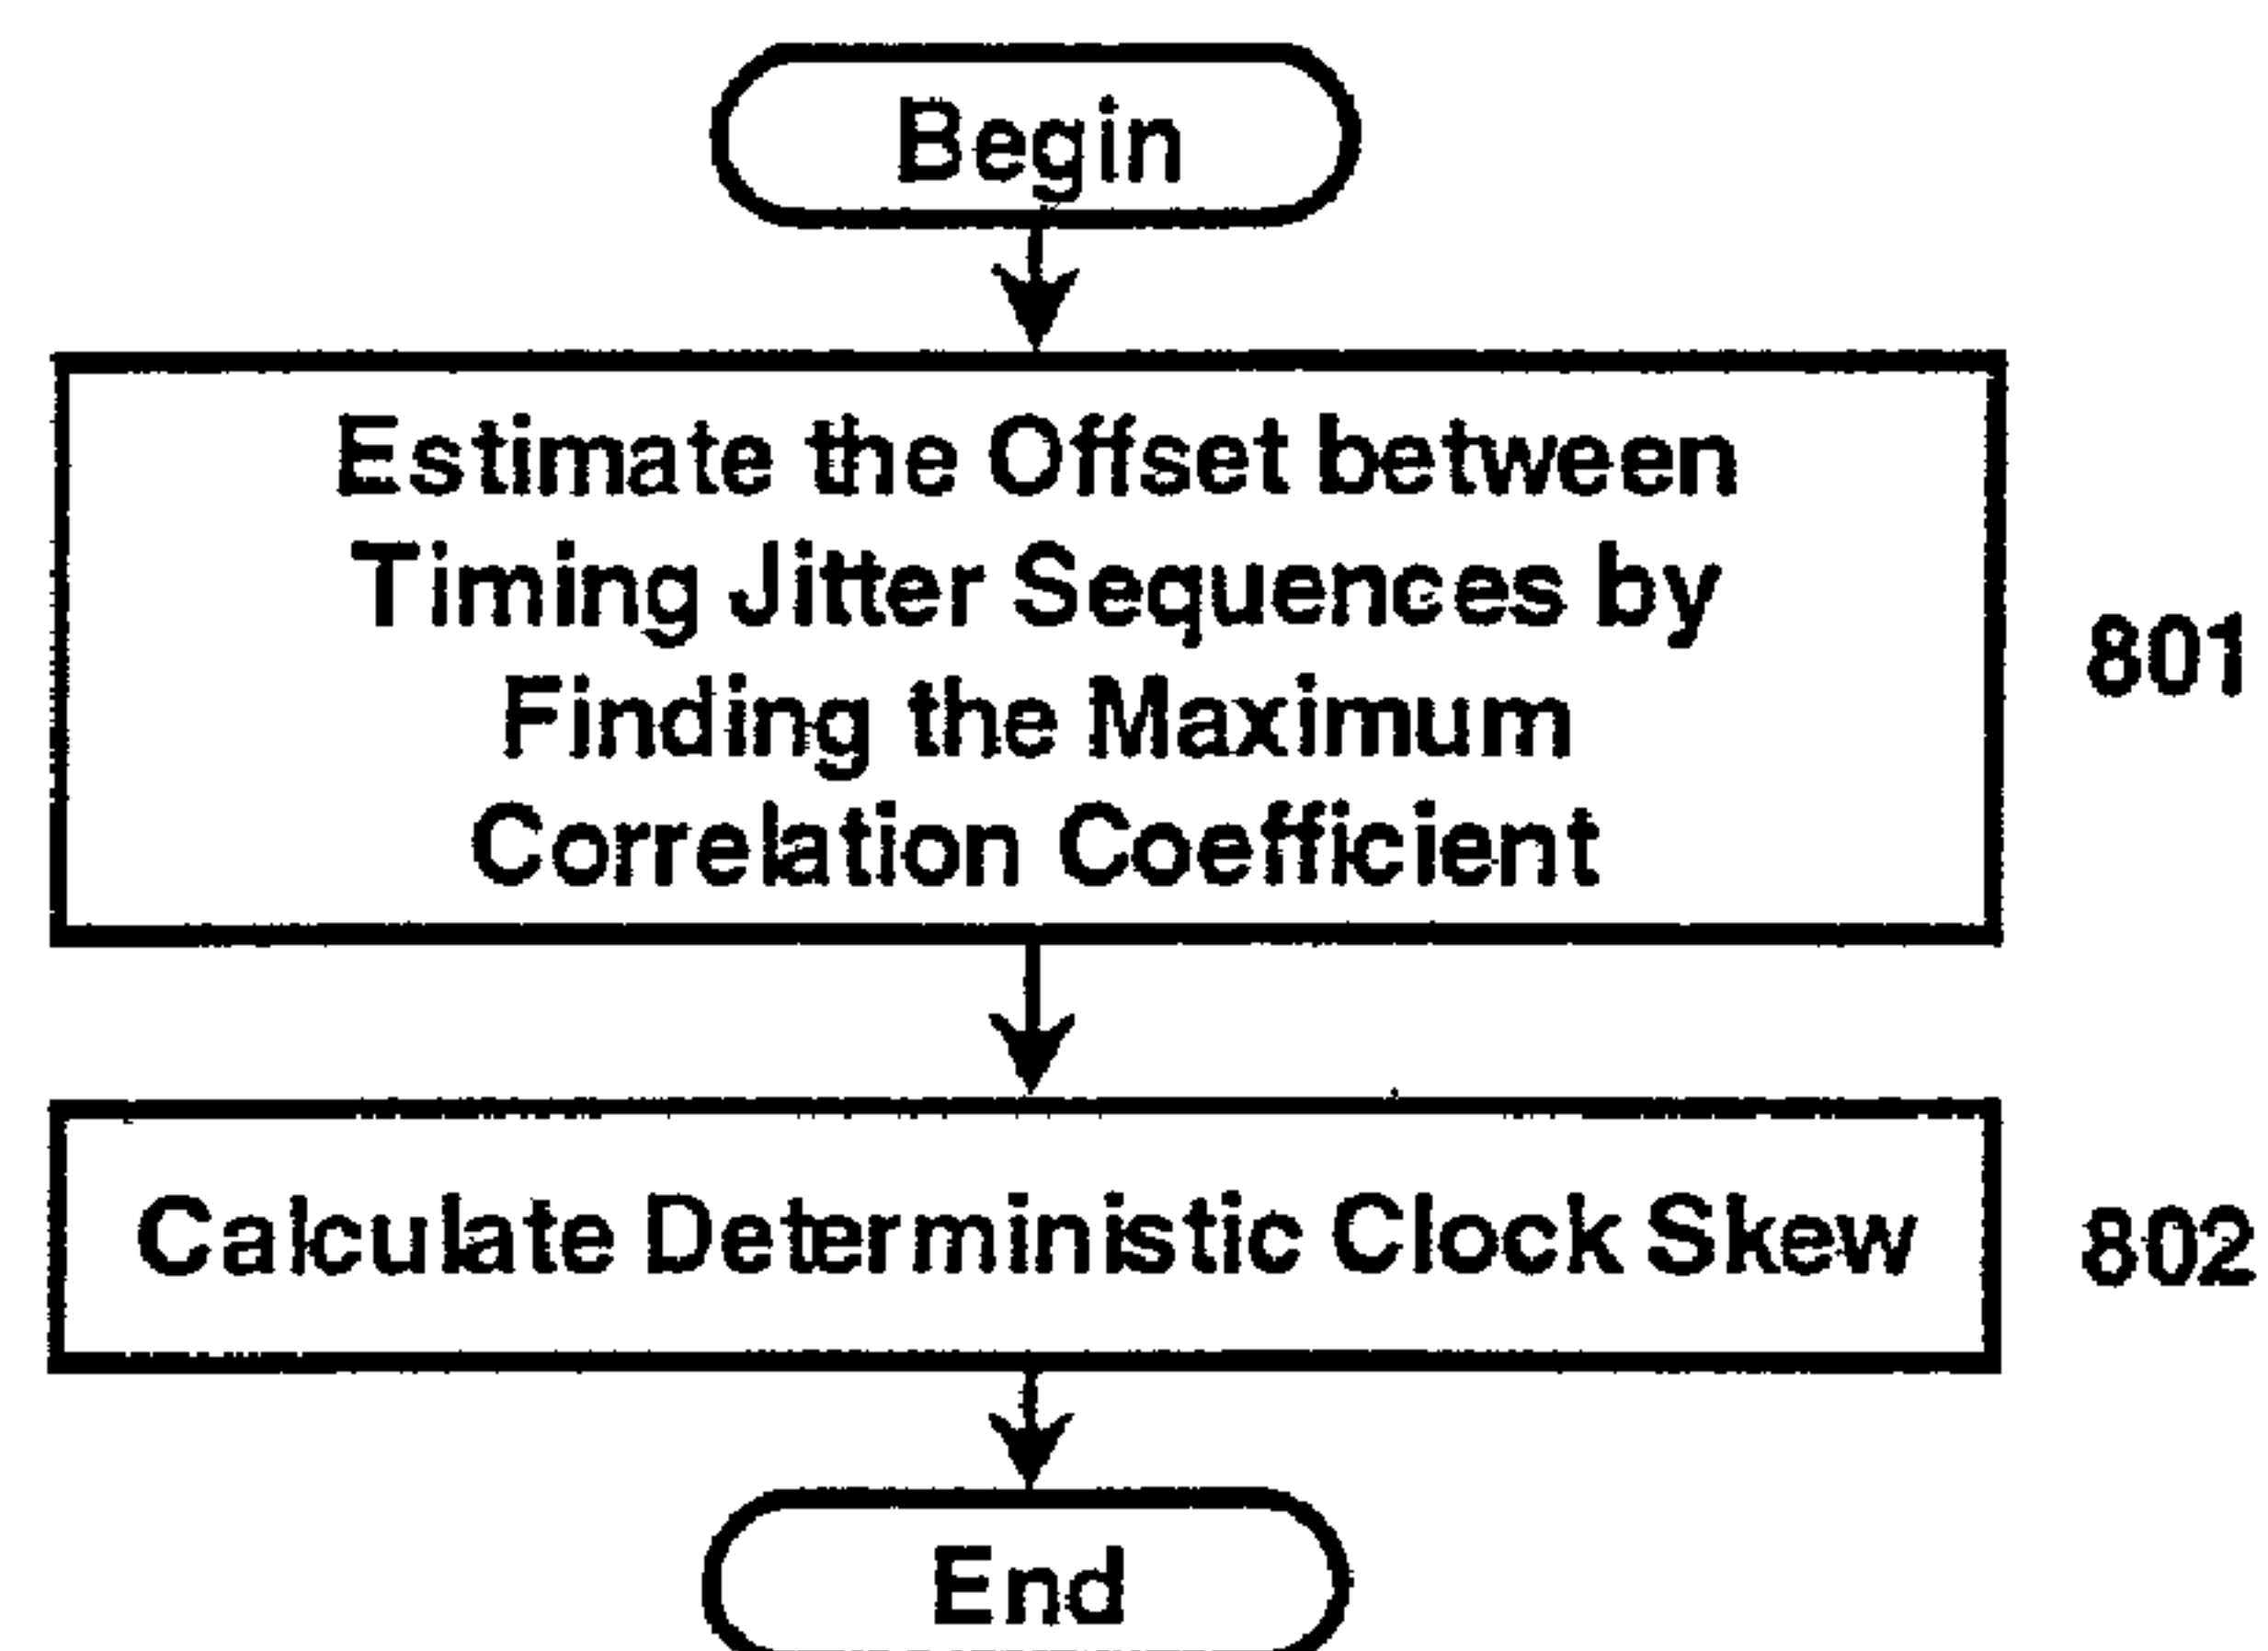 Begin
Estimate the Offset between
Timing Jitter Sequences by
Finding the Maximum
Correlation Coefficient
801
Calculate Deterministic Clock Skew
802
End